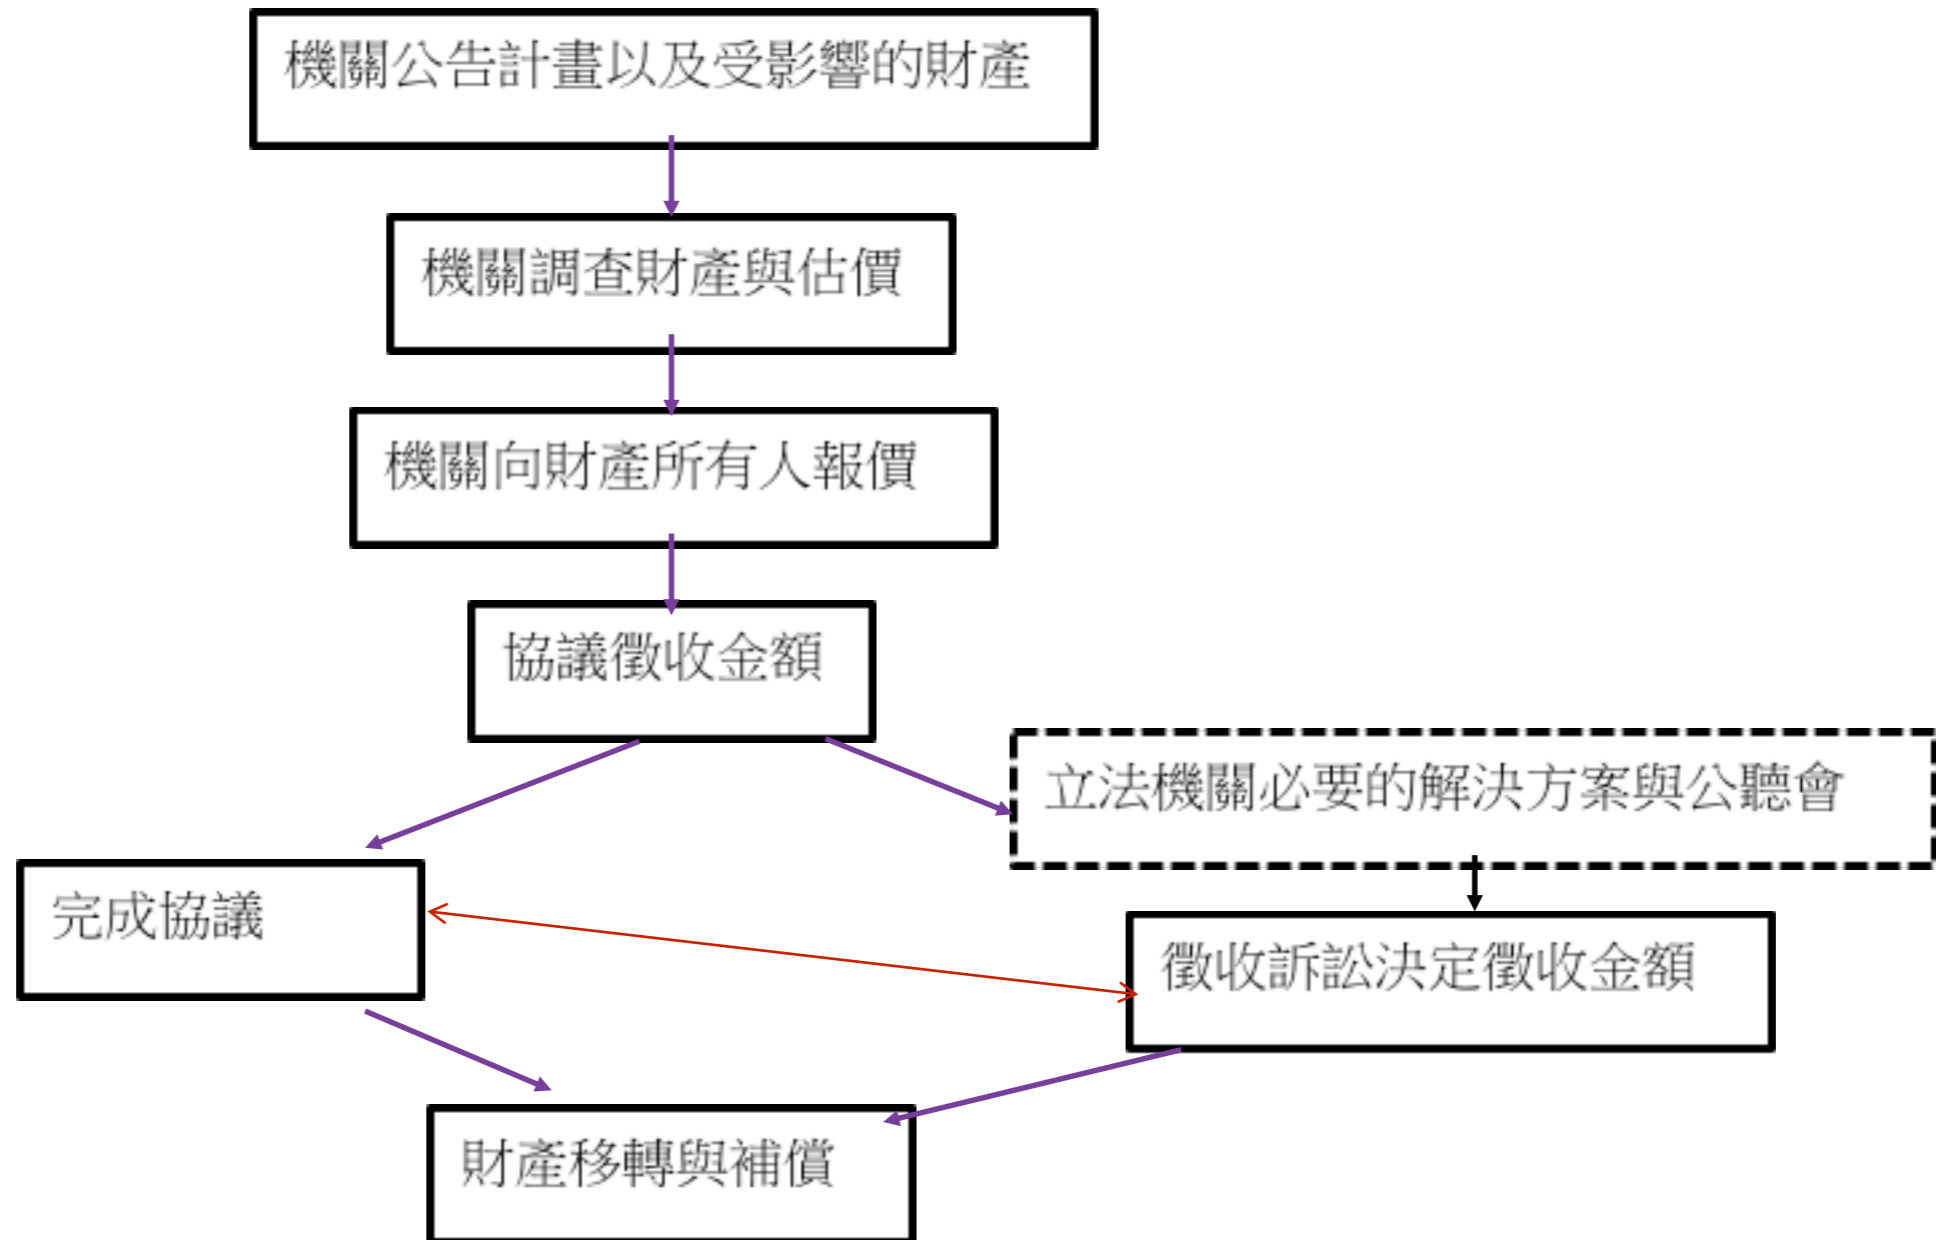 機關公告計畫以及受影響的財產
機關調查財產與估價
機關向財產所有人報價
協議徵收金額
立法機關必要的解決方案與公聽會
完成協議
徵收訴訟決定徵收金額
財產移轉與補償